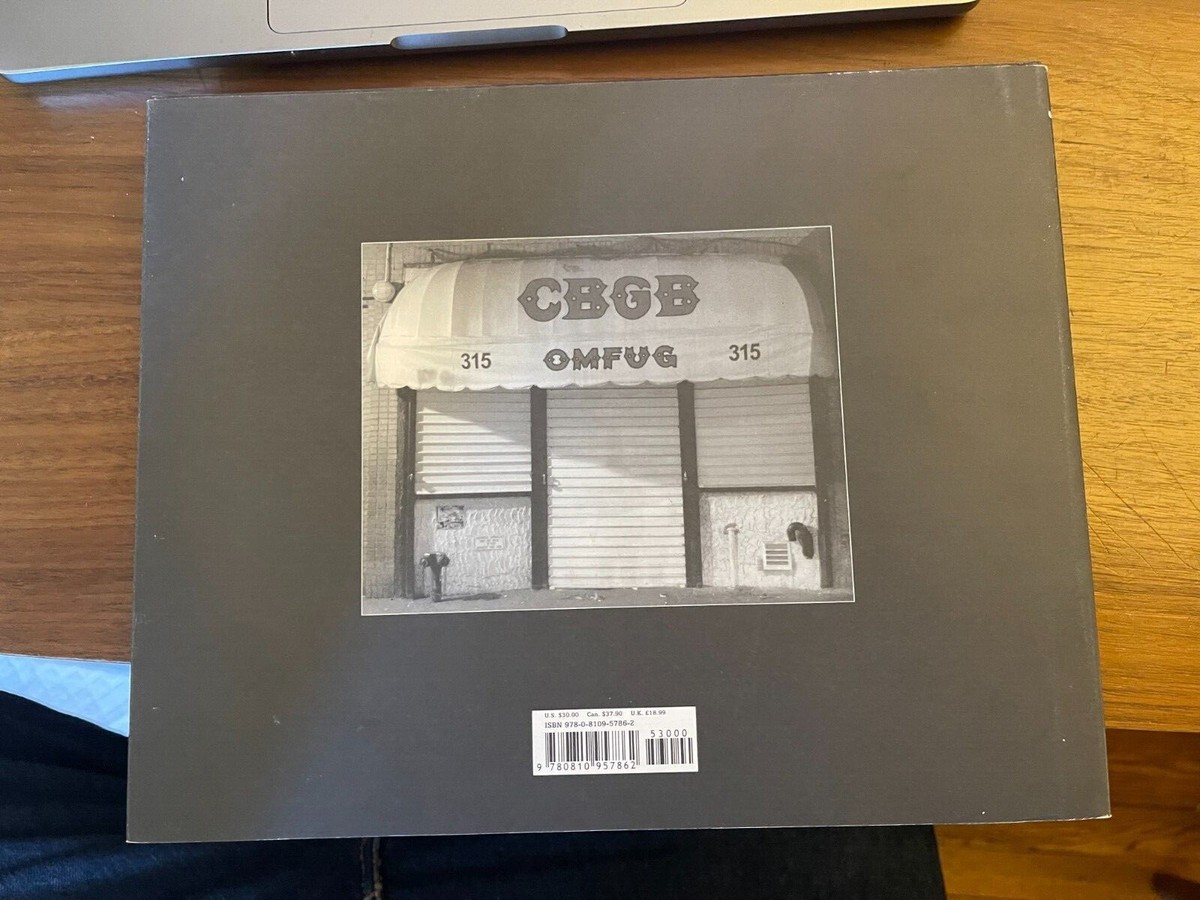 CBGB
315 OMFUG 315
U.S. $30.00 Can. $37.90 U.K. £18.99
ISBN 978-0-8109-5786-2
53000
9 780810 957862